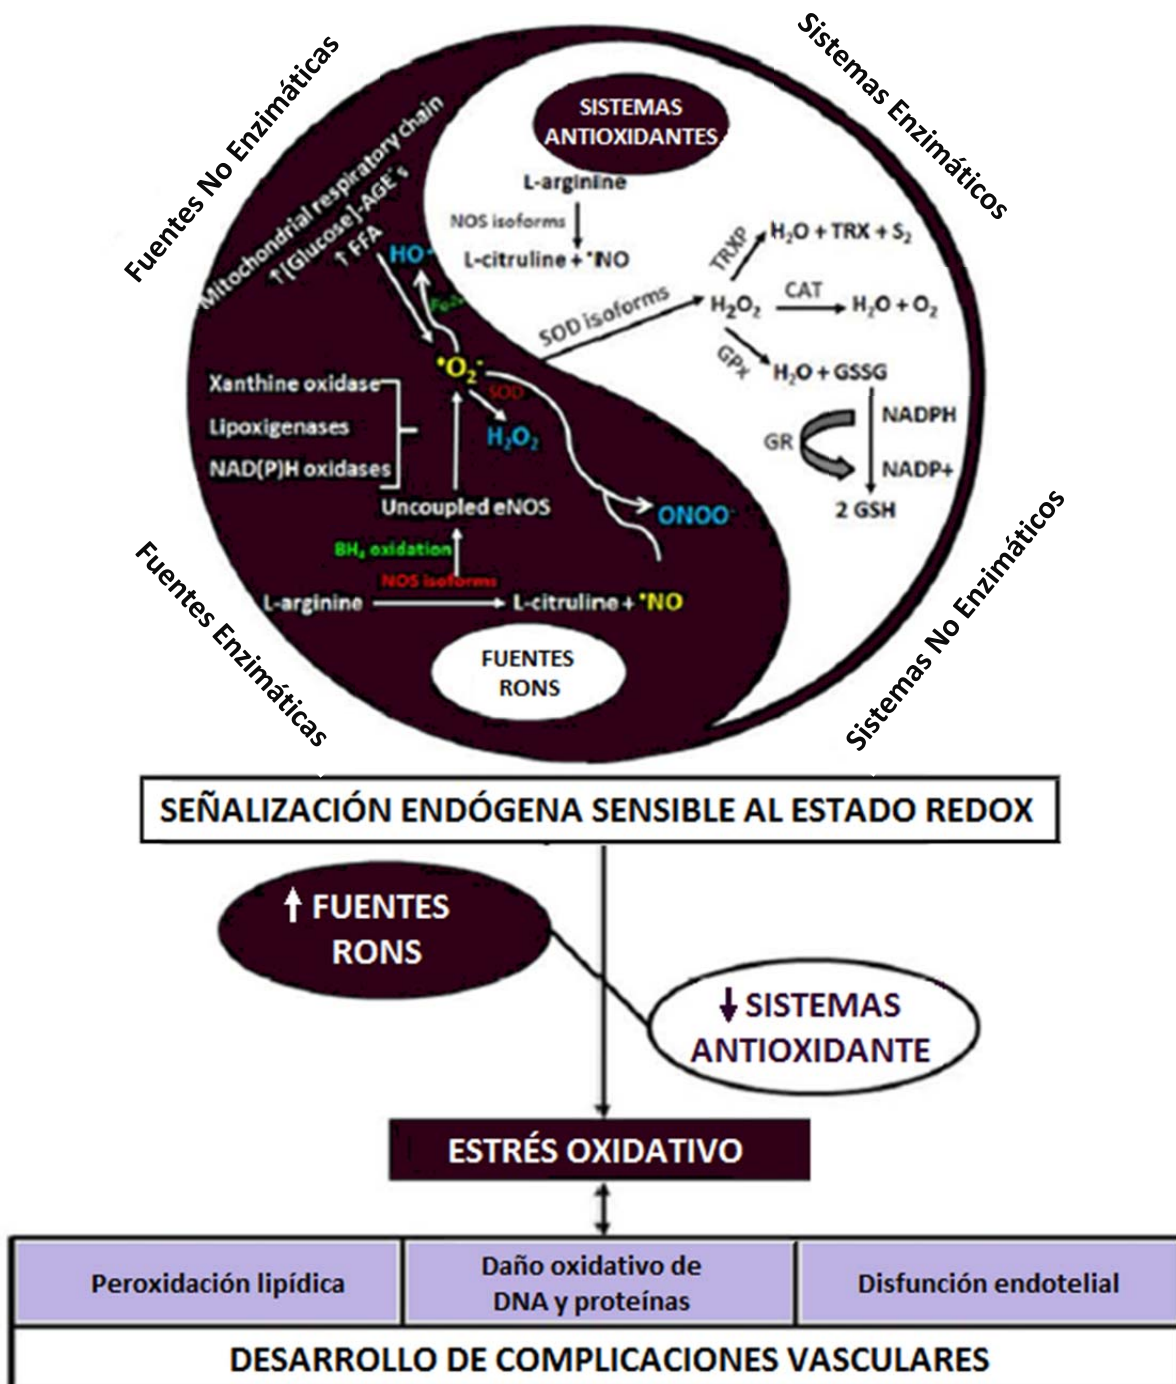 Fuentes No Enzimáticas
Sistemas Enzimáticos
SISTEMAS
ANTIOXIDANTES
L-arginine
NOS isoforms
L-citruline + •NO
SOD isoforms
H₂O₂
TRXP
H₂O + TRX + S₂
CAT
H₂O + O₂
GPx
H₂O + GSSG
GR
NADPH
NADP+
2 GSH
Mitochondrial respiratory chain
↑[Glucose]-AGE´s
↑ FFA
HO•
Fe²⁺
•O₂⁻
SOD
H₂O₂
Xanthine oxidase
Lipoxigenases
NAD(P)H oxidases
Uncoupled eNOS
ONOO⁻
BH₄ oxidation
NOS isoforms
L-arginine
L-citruline + •NO
FUENTES
RONS
Fuentes Enzimáticas
Sistemas No Enzimáticos
SEÑALIZACIÓN ENDÓGENA SENSIBLE AL ESTADO REDOX
↑ FUENTES
RONS
↓ SISTEMAS
ANTIOXIDANTE
ESTRÉS OXIDATIVO
Peroxidación lipídica
Daño oxidativo de
DNA y proteínas
Disfunción endotelial
DESARROLLO DE COMPLICACIONES VASCULARES